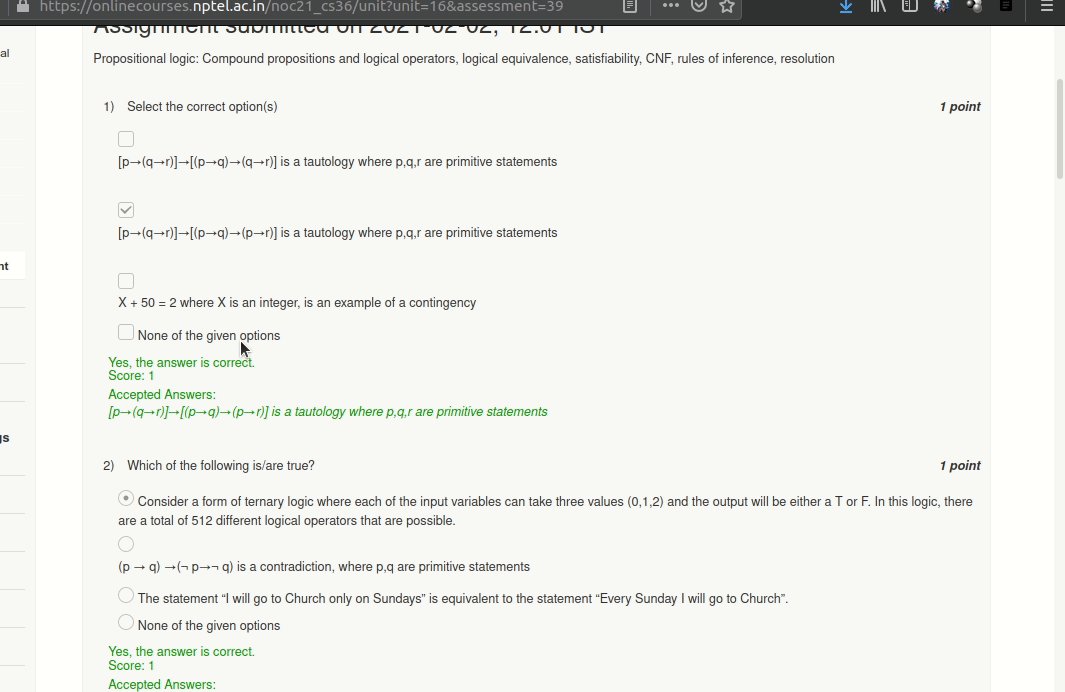 https://onlinecourses.nptel.ac.in/noc21_cs36/unit?unit=16&assessment=39
Assignment submitted on 2021-02-02, 12:01 IST
al
Propositional logic: Compound propositions and logical operators, logical equivalence, satisfiability, CNF, rules of inference, resolution
1) Select the correct option(s) 1 point
[p→(q→r)]→[(p→q)→(q→r)] is a tautology where p,q,r are primitive statements
[p→(q→r)]→[(p→q)→(p→r)] is a tautology where p,q,r are primitive statements
nt
X + 50 = 2 where X is an integer, is an example of a contingency
None of the given options
Yes, the answer is correct.
Score: 1
Accepted Answers:
[p→(q→r)]→[(p→q)→(p→r)] is a tautology where p,q,r are primitive statements
gs
2) Which of the following is/are true? 1 point
Consider a form of ternary logic where each of the input variables can take three values (0,1,2) and the output will be either a T or F. In this logic, there
are a total of 512 different logical operators that are possible.
(p → q) →(¬ p→¬ q) is a contradiction, where p,q are primitive statements
The statement “I will go to Church only on Sundays” is equivalent to the statement “Every Sunday I will go to Church”.
None of the given options
Yes, the answer is correct.
Score: 1
Accepted Answers: